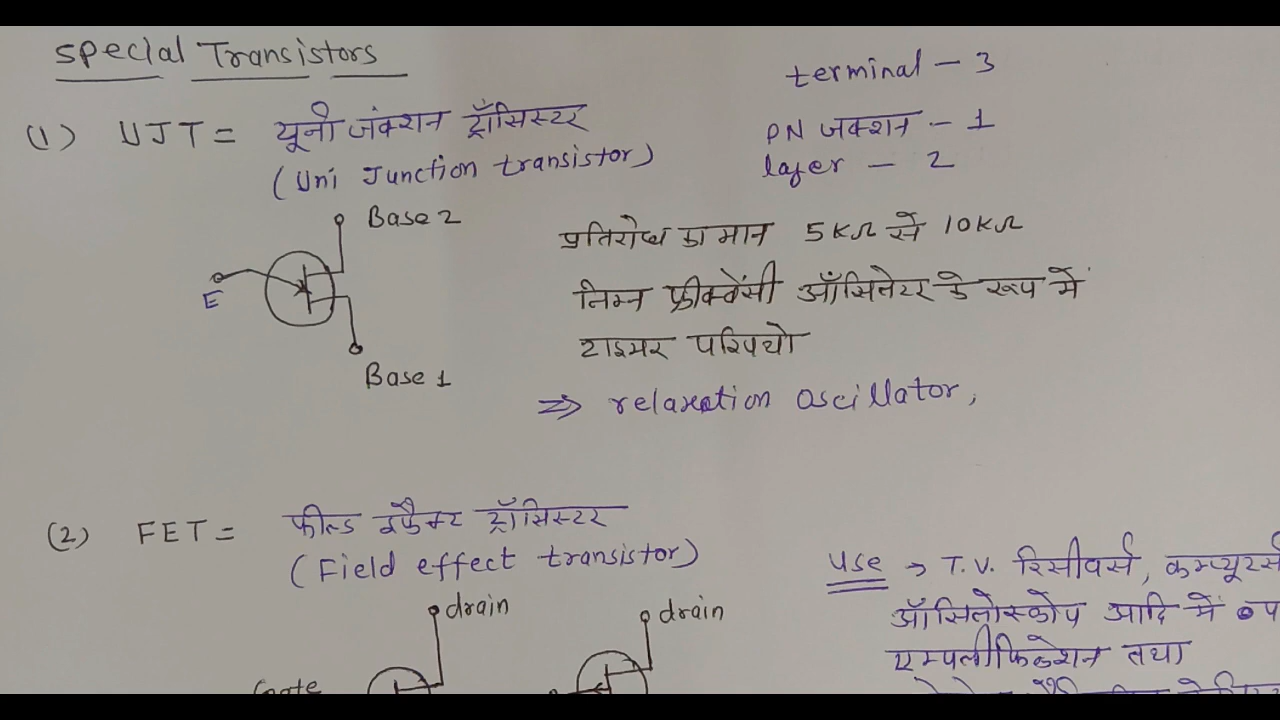 Special Transistors
terminal - 3
(1) UJT = यूनी जंक्शन ट्रॉंसिस्टर
PN जक्शन - 1
(Uni Junction transistor)
layer - 2
Base 2
E
Base 1
प्रतिरोध का मान 5KΩ से 10KΩ
निम्न फ्रीक्वेंसी ऑसिलेटर के रूप में
टाइमर परिपथो
⇒ relaxation oscillator,
(2) FET = फील्ड इफैक्ट ट्रॉंसिस्टर
(Field effect transistor)
drain
drain
Gate
Use → T.V. रिसीवर्स, कम्प्यूटर्स
ऑसिलोस्कोप आदि में
एम्पलीफिकेशन तथा